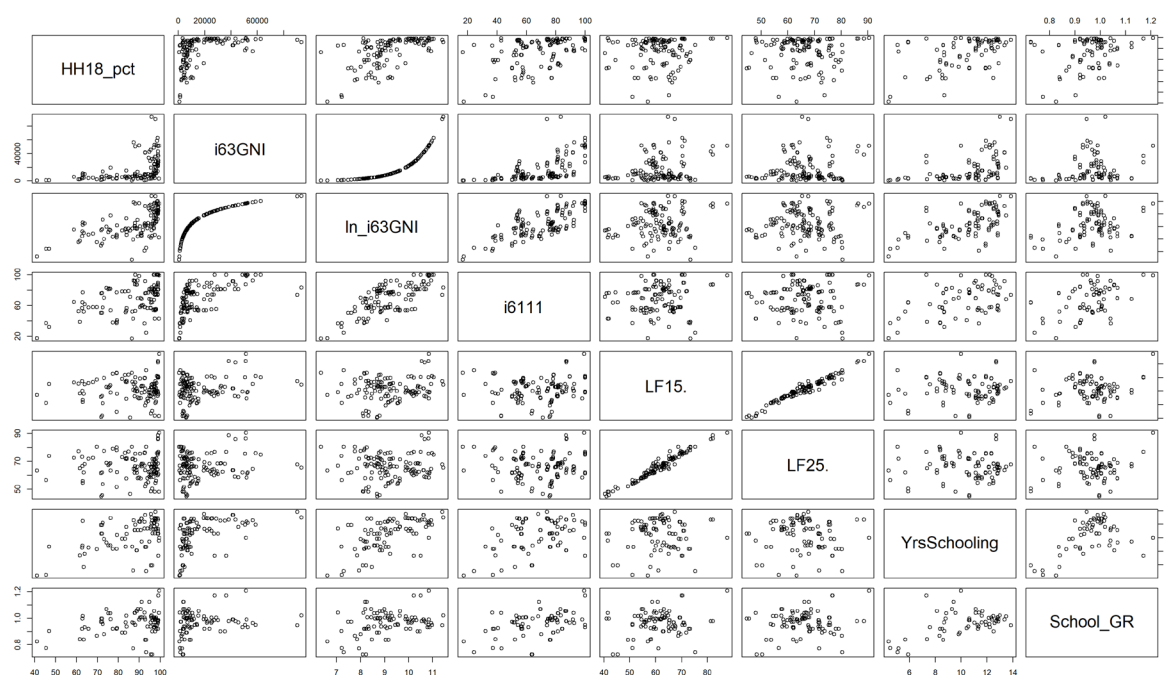 0 20000 60000 20 40 60 80 100 50 60 70 80 90 0.8 0.9 1.0 1.1 1.2
HH18_pct
i63GNI
0 40000
ln_i63GNI
i6111
20 60 100
LF15.
LF25.
50 70 90
YrsSchooling
School_GR
0.8 1.0 1.2
40 50 60 70 80 90 100 7 8 9 10 11 40 50 60 70 80 4 6 8 10 12 14